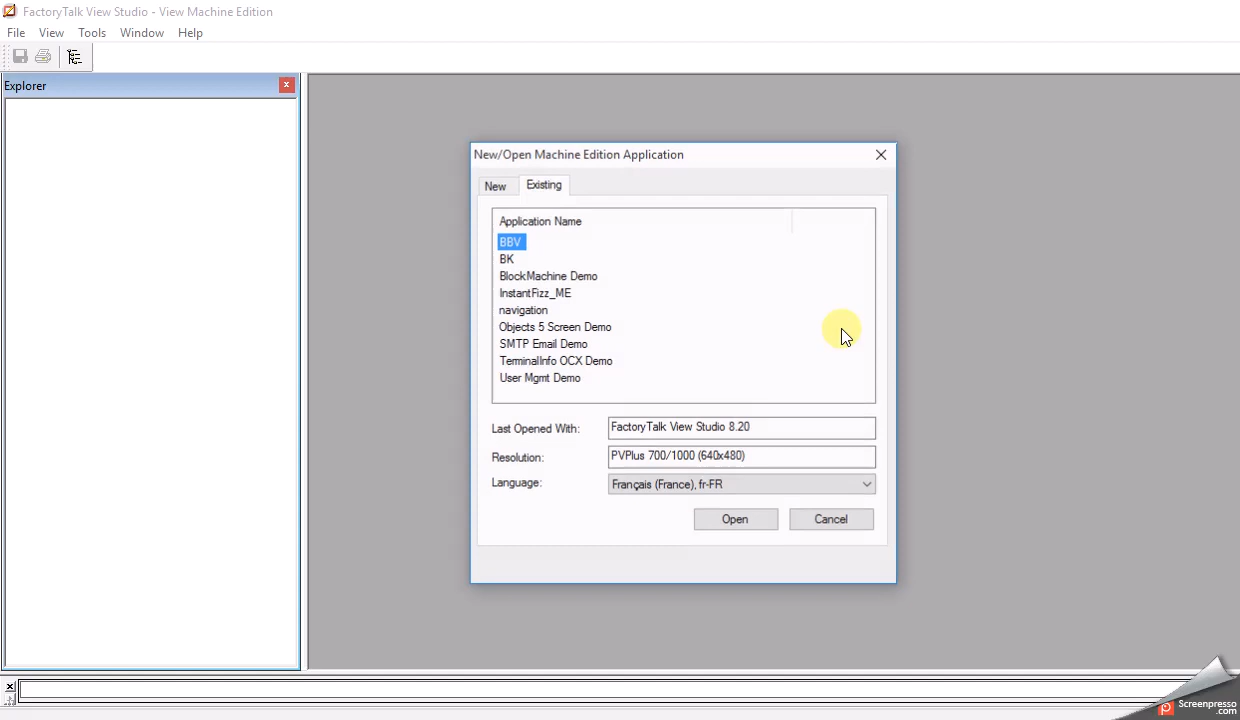 FactoryTalk View Studio - View Machine Edition
File View Tools Window Help
Explorer
New/Open Machine Edition Application
New Existing
Application Name
BBV
BK
BlockMachine Demo
InstantFizz_ME
navigation
Objects 5 Screen Demo
SMTP Email Demo
TerminalInfo OCX Demo
User Mgmt Demo
Last Opened With: FactoryTalk View Studio 8.20
Resolution: PVPlus 700/1000 (640x480)
Language: Français (France), fr-FR
Open Cancel
Screenpresso
.com